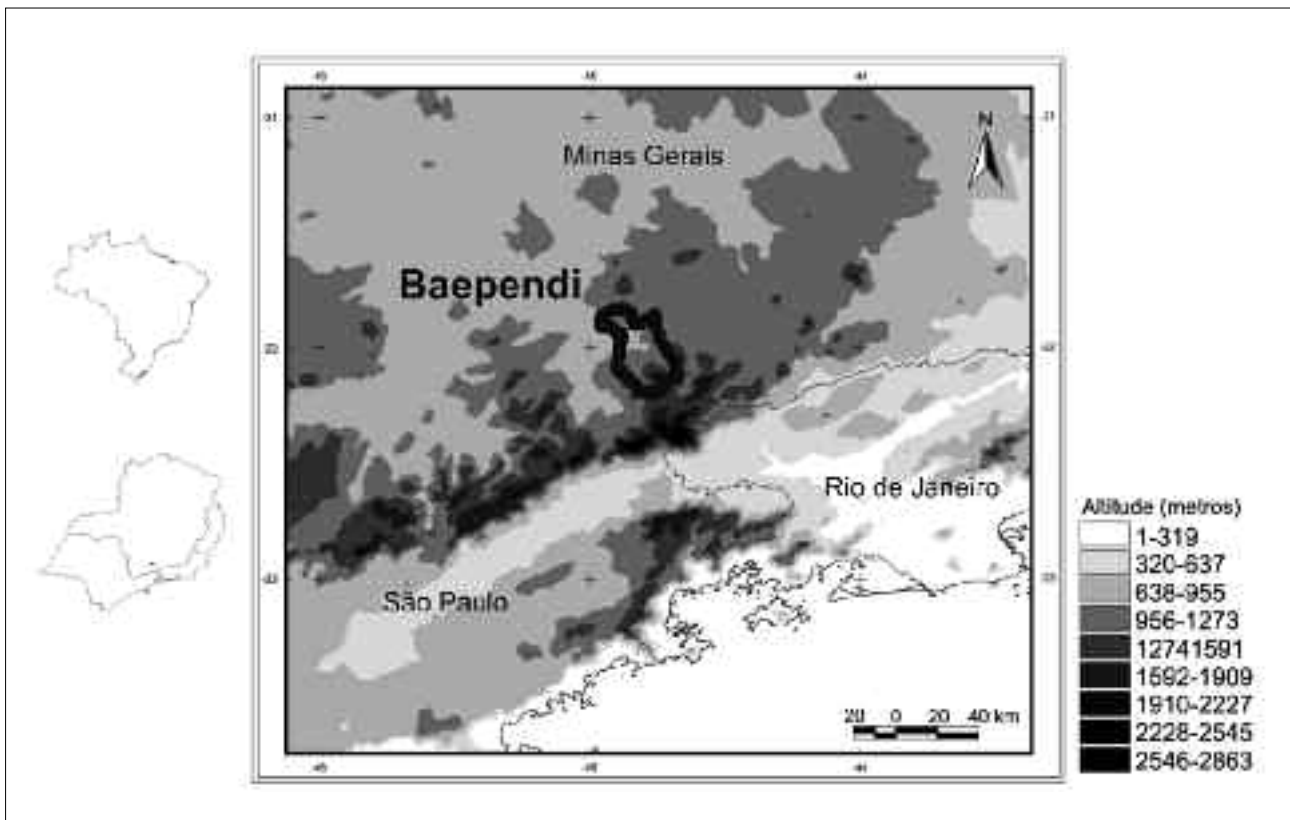 N
Minas Gerais
Baependi
Rio de Janeiro
São Paulo
20 0 20 40 km
Altitude (metros)
1-319
320-637
638-955
956-1273
12741591
1592-1909
1910-2227
2228-2545
2546-2863